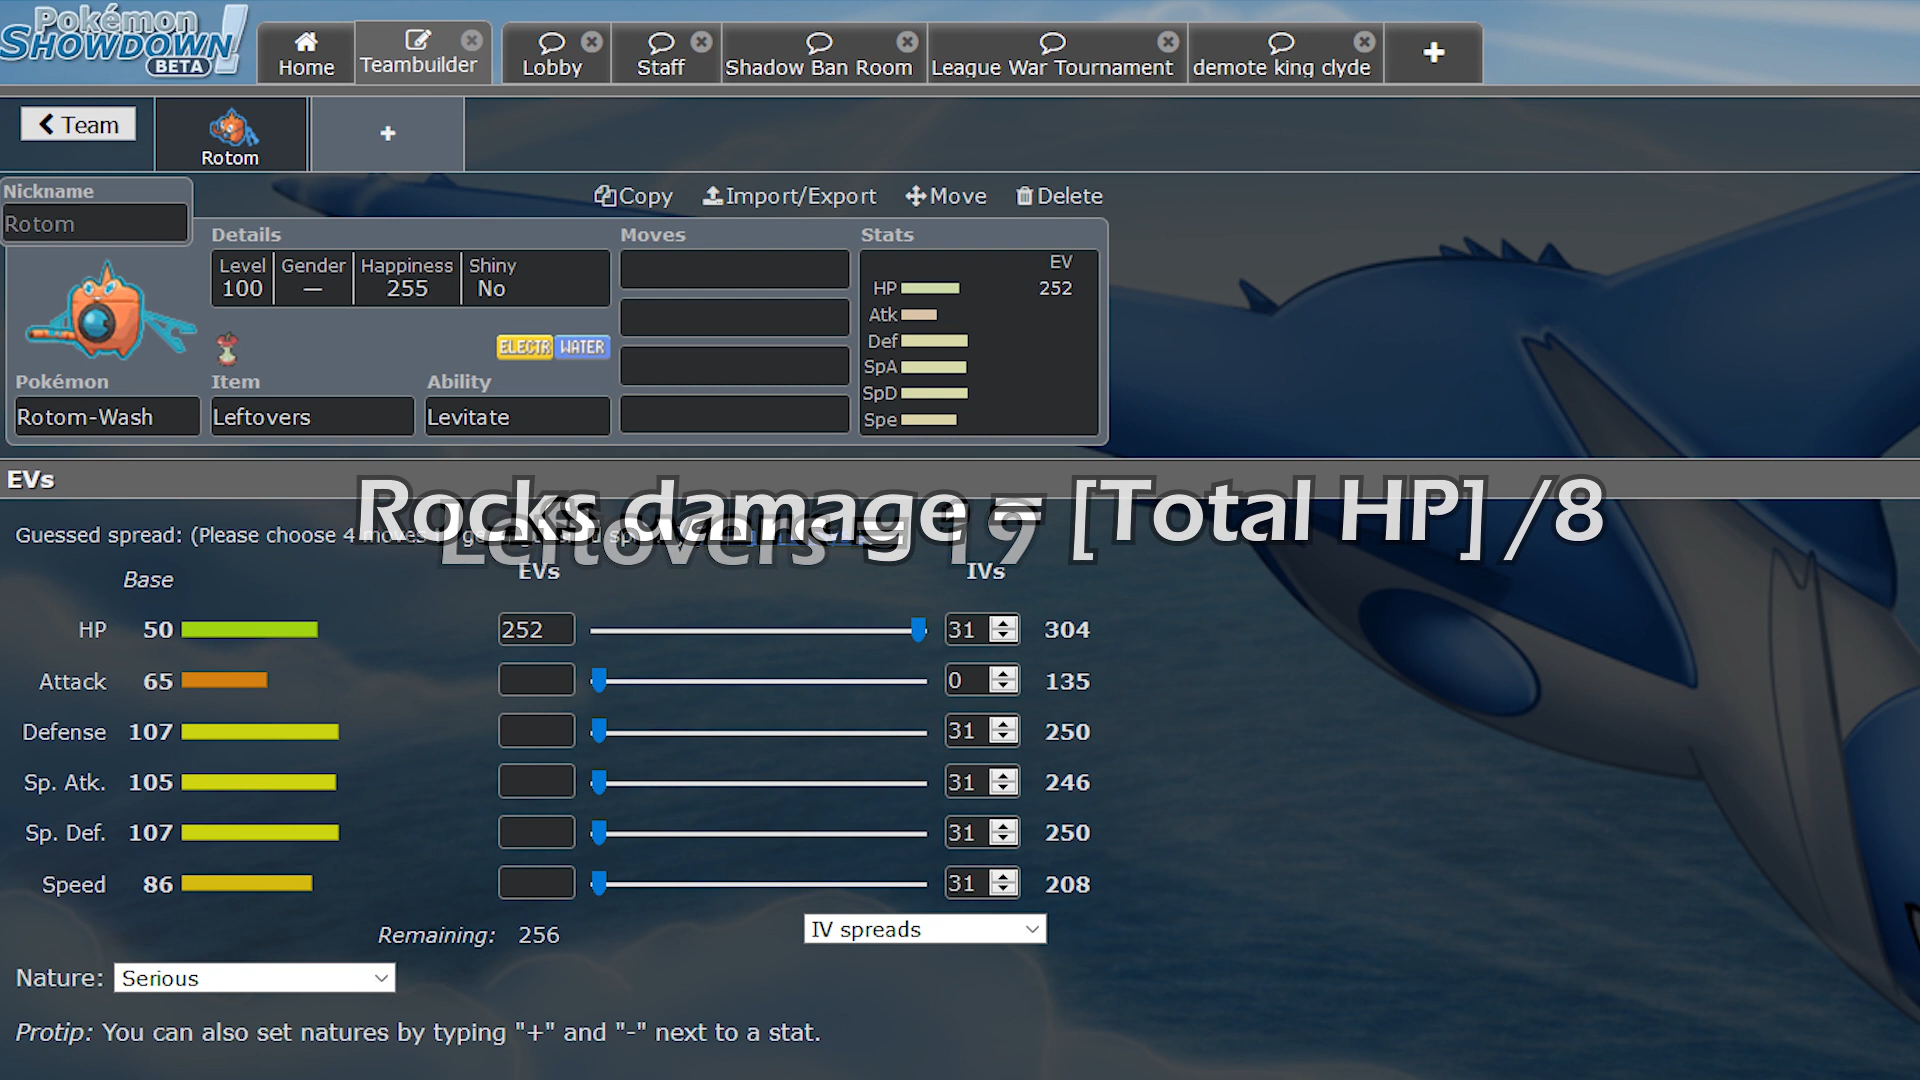 Pokémon
SHOWDOWN!
BETA
Home
Teambuilder
Lobby
Staff
Shadow Ban Room
League War Tournament
demote king clyde
+
Team
Rotom
+
Nickname
Rotom
Copy
Import/Export
Move
Delete
Details
Moves
Stats
Level
100
Gender
—
Happiness
255
Shiny
No
EV
HP 252
Atk
Def
SpA
SpD
Spe
ELECTR WATER
Pokémon
Rotom-Wash
Item
Leftovers
Ability
Levitate
EVs
Rocks damage = [Total HP] /8
Leftovers = 19
Guessed spread: (Please choose 4 moves
Base EVs IVs
HP 50 252 31 304
Attack 65 0 135
Defense 107 31 250
Sp. Atk. 105 31 246
Sp. Def. 107 31 250
Speed 86 31 208
Remaining: 256
IV spreads
Nature: Serious
Protip: You can also set natures by typing "+" and "-" next to a stat.